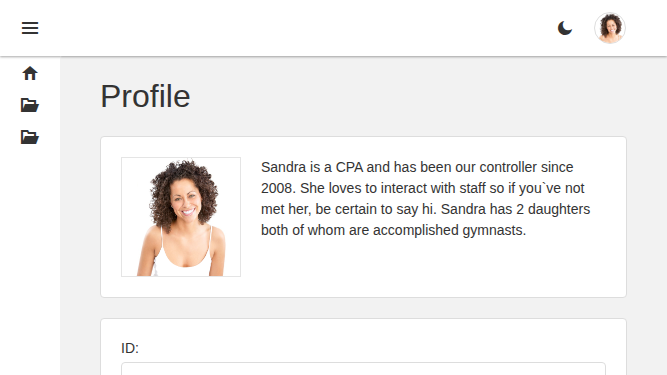 Profile
Sandra is a CPA and has been our controller since
2008. She loves to interact with staff so if you`ve not
met her, be certain to say hi. Sandra has 2 daughters
both of whom are accomplished gymnasts.
ID: